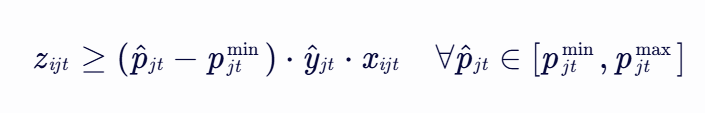 z_{ijt} ≥ (p̂_{jt} − p_{jt}^{min}) · ŷ_{jt} · x_{ijt} ∀p̂_{jt} ∈ [p_{jt}^{min}, p_{jt}^{max}]